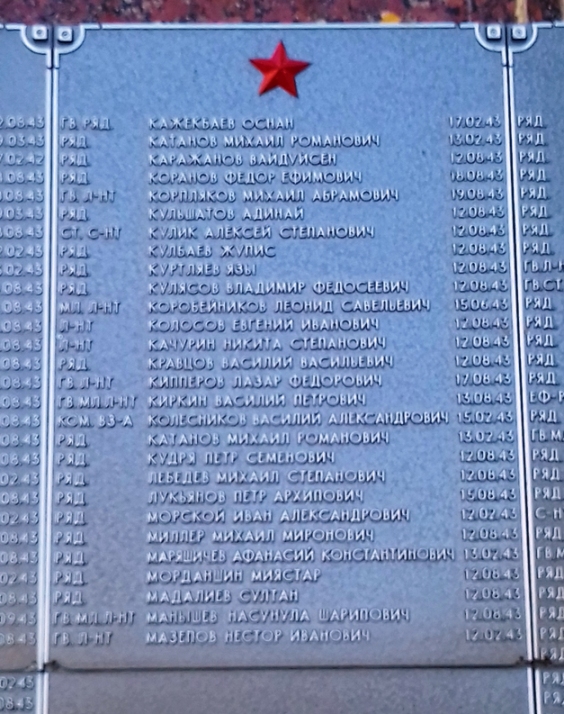 ГВ. РЯД. КАЖЕКБАЕВ ОСПАН 17.02.43
РЯД. КАТАНОВ МИХАИЛ РОМАНОВИЧ 13.02.43
РЯД. КАРАЖАНОВ ВАЙДУЙСЕН 12.08.43
РЯД. КОРАНОВ ФЕДОР ЕФИМОВИЧ 18.08.43
ГВ. Л-НТ КОРПЛЯКОВ МИХАИЛ АБРАМОВИЧ 19.08.43
РЯД. КУЛЬШАТОВ АДИНАЙ 12.08.43
СТ. С-НТ КУЛИК АЛЕКСЕЙ СТЕПАНОВИЧ 12.08.43
РЯД. КУЛБАЕВ ЖУПИС 12.08.43
РЯД. КУРТЛЯЕВ ЯЗЫ 12.08.43
РЯД. КУЛЯСОВ ВЛАДИМИР ФЕДОСЕЕВИЧ 12.08.43
МЛ. Л-НТ КОРОБЕЙНИКОВ ЛЕОНИД САВЕЛЬЕВИЧ 15.06.43
Л-НТ КОЛОСОВ ЕВГЕНИЙ ИВАНОВИЧ 12.08.43
Л-НТ КАЧУРИН НИКИТА СТЕПАНОВИЧ 12.08.43
РЯД. КРАВЦОВ ВАСИЛИЙ ВАСИЛЬЕВИЧ 12.08.43
ГВ. Л-НТ КИППЕРОВ ЛАЗАР ФЕДОРОВИЧ 17.08.43
ГВ. МЛ. Л-НТ КИРКИН ВАСИЛИЙ ПЕТРОВИЧ 13.08.43
КОМ. ВЗ-А КОЛЕСНИКОВ ВАСИЛИЙ АЛЕКСАНДРОВИЧ 15.02.43
РЯД. КАТАНОВ МИХАИЛ РОМАНОВИЧ 13.02.43
РЯД. КУДРЯ ПЕТР СЕМЕНОВИЧ 12.08.43
РЯД. ЛЕБЕДЕВ МИХАИЛ СТЕПАНОВИЧ 12.08.43
РЯД. ЛУКЬЯНОВ ПЕТР АРХИПОВИЧ 15.08.43
РЯД. МОРСКОЙ ИВАН АЛЕКСАНДРОВИЧ 12.02.43
РЯД. МИЛЛЕР МИХАИЛ МИРОНОВИЧ 12.08.43
РЯД. МАРЯШИЧЕВ АФАНАСИЙ КОНСТАНТИНОВИЧ 13.02.43
РЯД. МОРДАНШИН МИЯСТАР 12.08.43
РЯД. МАДАЛИЕВ СУЛТАН 12.08.43
ГВ. МЛ. Л-НТ МАНЫШЕВ НАСУНУЛА ШАРИПОВИЧ 12.08.43
ГВ. Л-НТ МАЗЕПОВ НЕСТОР ИВАНОВИЧ 12.02.43